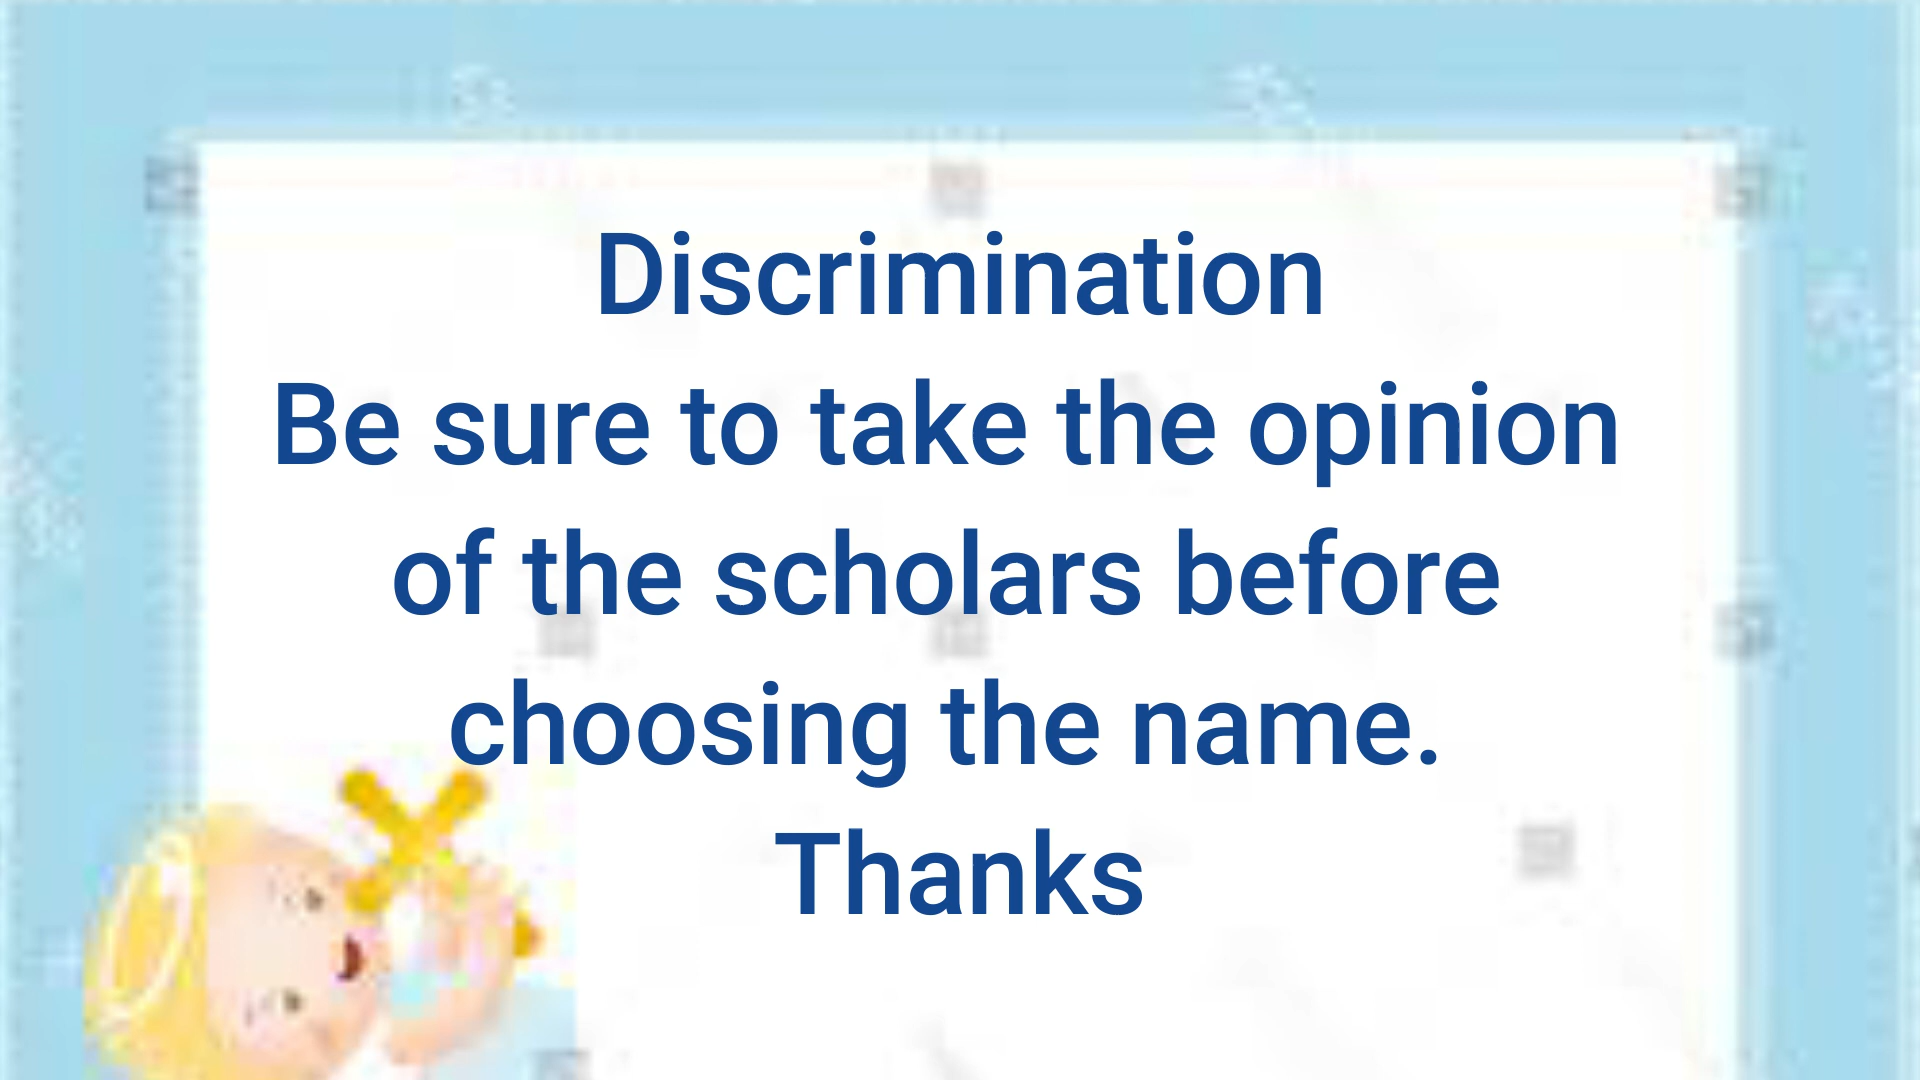 Discrimination
Be sure to take the opinion
of the scholars before
choosing the name.
Thanks